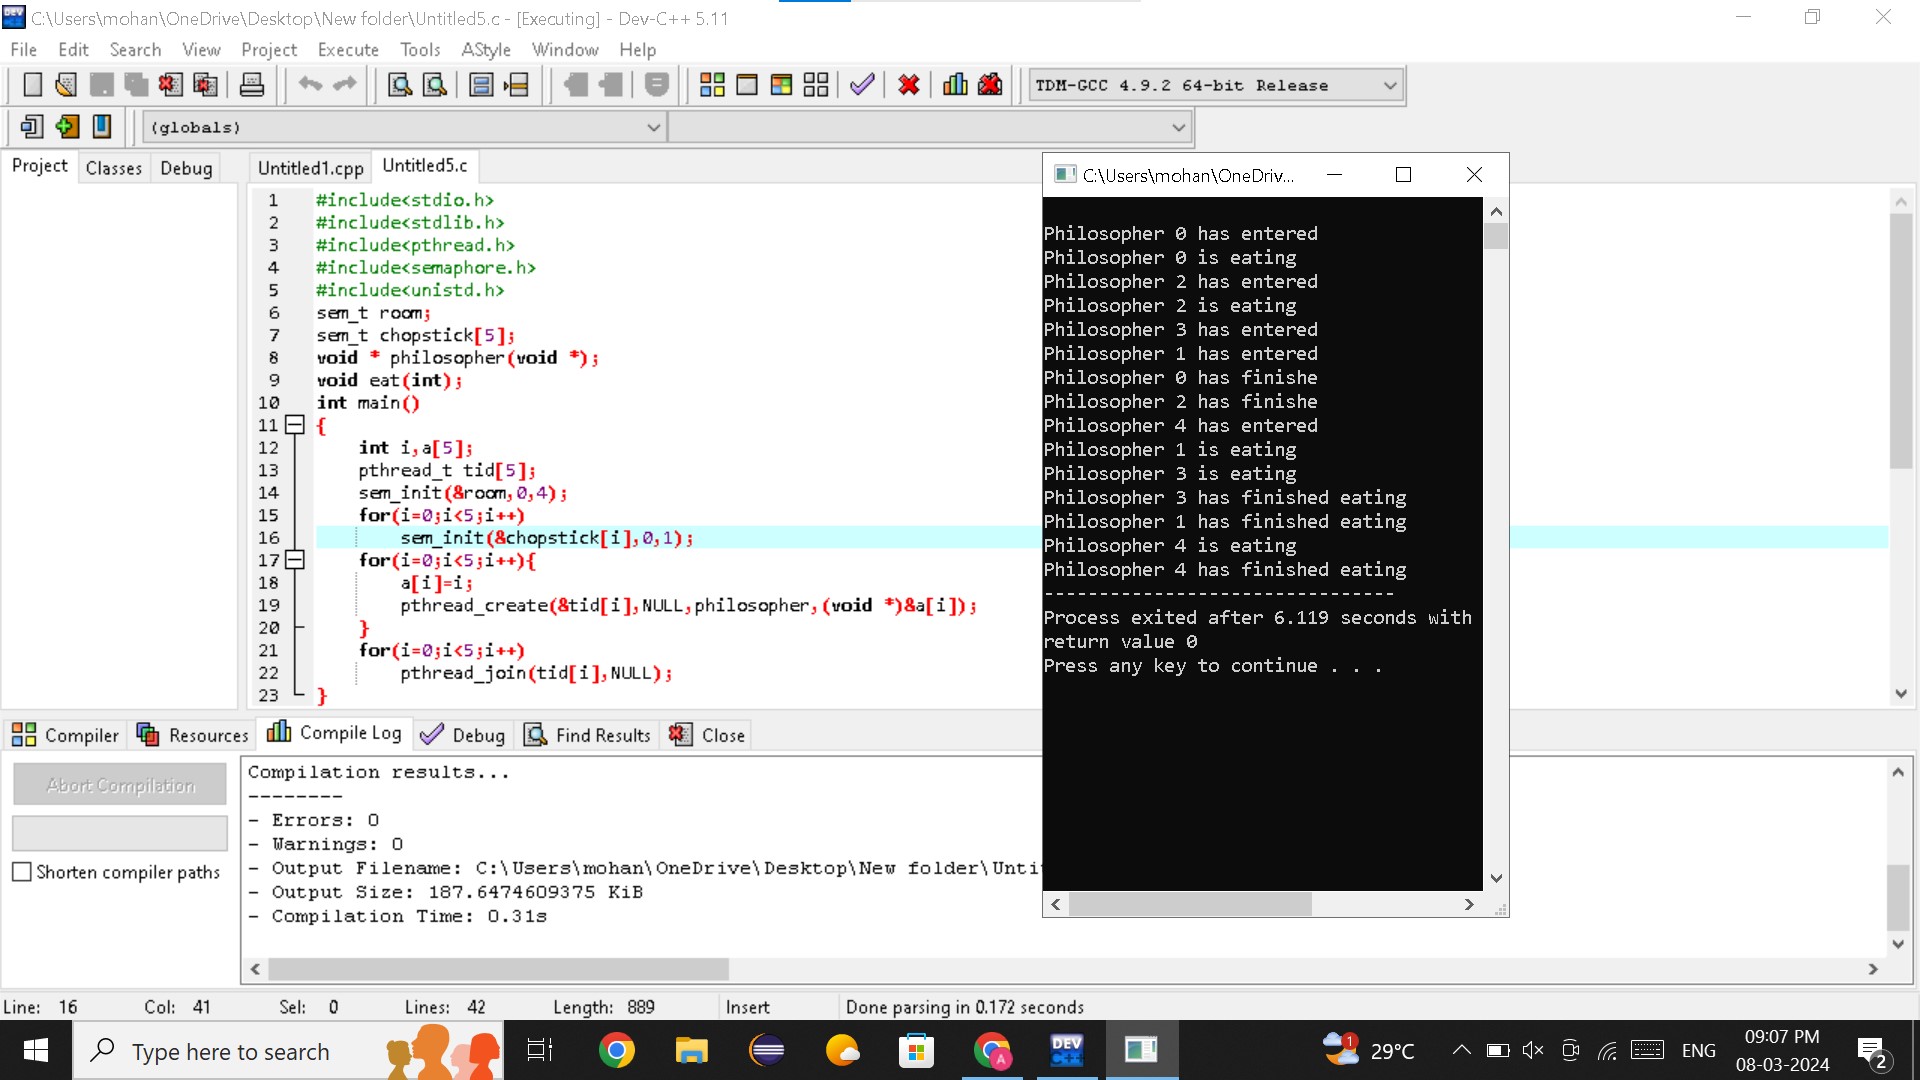 C:\Users\mohan\OneDrive\Desktop\New folder\Untitled5.c - [Executing] - Dev-C++ 5.11
File Edit Search View Project Execute Tools AStyle Window Help
TDM-GCC 4.9.2 64-bit Release
(globals)
Project Classes Debug
Untitled1.cpp Untitled5.c
1 #include<stdio.h>
2 #include<stdlib.h>
3 #include<pthread.h>
4 #include<semaphore.h>
5 #include<unistd.h>
6 sem_t room;
7 sem_t chopstick[5];
8 void * philosopher(void *);
9 void eat(int);
10 int main()
11 {
12 int i,a[5];
13 pthread_t tid[5];
14 sem_init(&room,0,4);
15 for(i=0;i<5;i++)
16 sem_init(&chopstick[i],0,1);
17 for(i=0;i<5;i++){
18 a[i]=i;
19 pthread_create(&tid[i],NULL,philosopher,(void *)&a[i]);
20 }
21 for(i=0;i<5;i++)
22 pthread_join(tid[i],NULL);
23 }
C:\Users\mohan\OneDriv...
Philosopher 0 has entered
Philosopher 0 is eating
Philosopher 2 has entered
Philosopher 2 is eating
Philosopher 3 has entered
Philosopher 1 has entered
Philosopher 0 has finishe
Philosopher 2 has finishe
Philosopher 4 has entered
Philosopher 1 is eating
Philosopher 3 is eating
Philosopher 3 has finished eating
Philosopher 1 has finished eating
Philosopher 4 is eating
Philosopher 4 has finished eating
--------------------------------
Process exited after 6.119 seconds with
return value 0
Press any key to continue . . .
Compiler Resources Compile Log Debug Find Results Close
Abort Compilation
Shorten compiler paths
Compilation results...
--------
- Errors: 0
- Warnings: 0
- Output Filename: C:\Users\mohan\OneDrive\Desktop\New folder\Unti
- Output Size: 187.6474609375 KiB
- Compilation Time: 0.31s
Line: 16 Col: 41 Sel: 0 Lines: 42 Length: 889 Insert Done parsing in 0.172 seconds
Type here to search
DEV C++
A
1
29°C
ENG
09:07 PM
08-03-2024
2